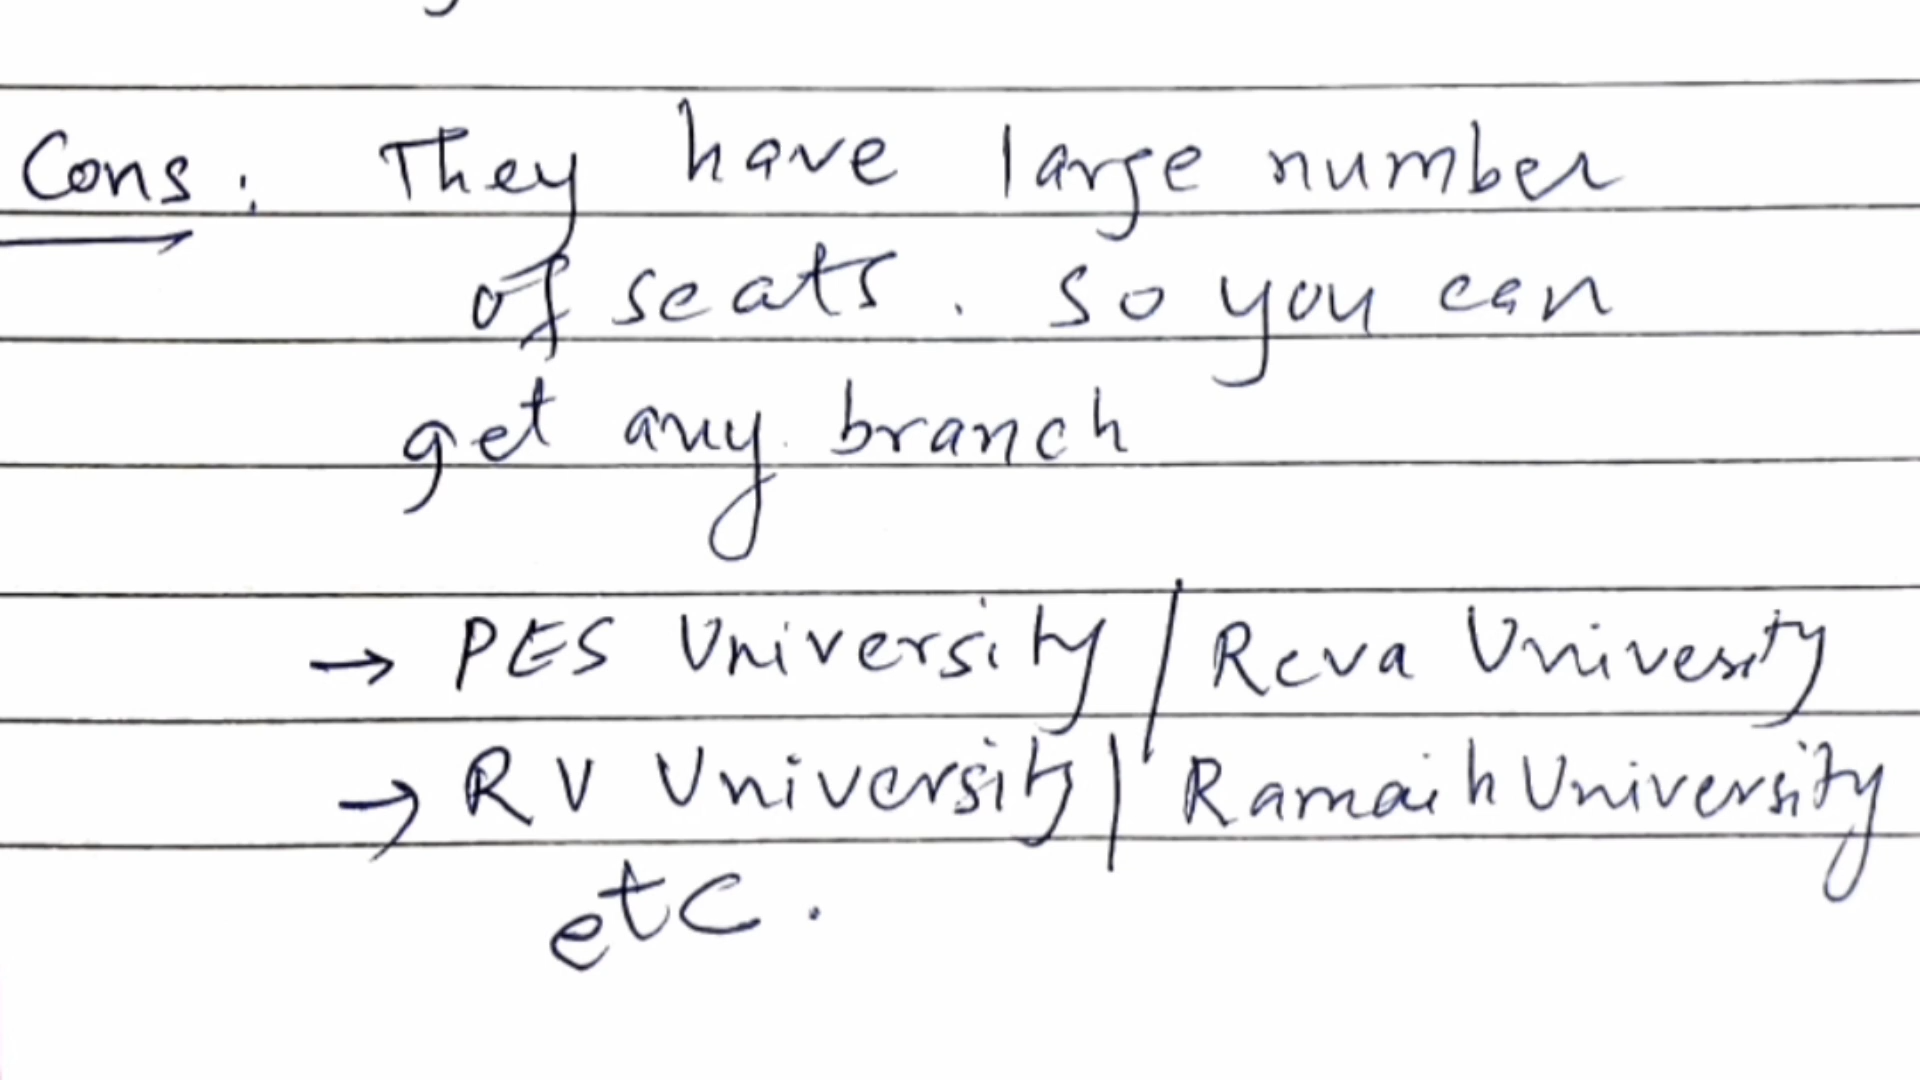 Cons: They have large number
of seats. so you can
get any branch
→ PES University / Reva Univesity
→ RV University | Ramaih University
etc.